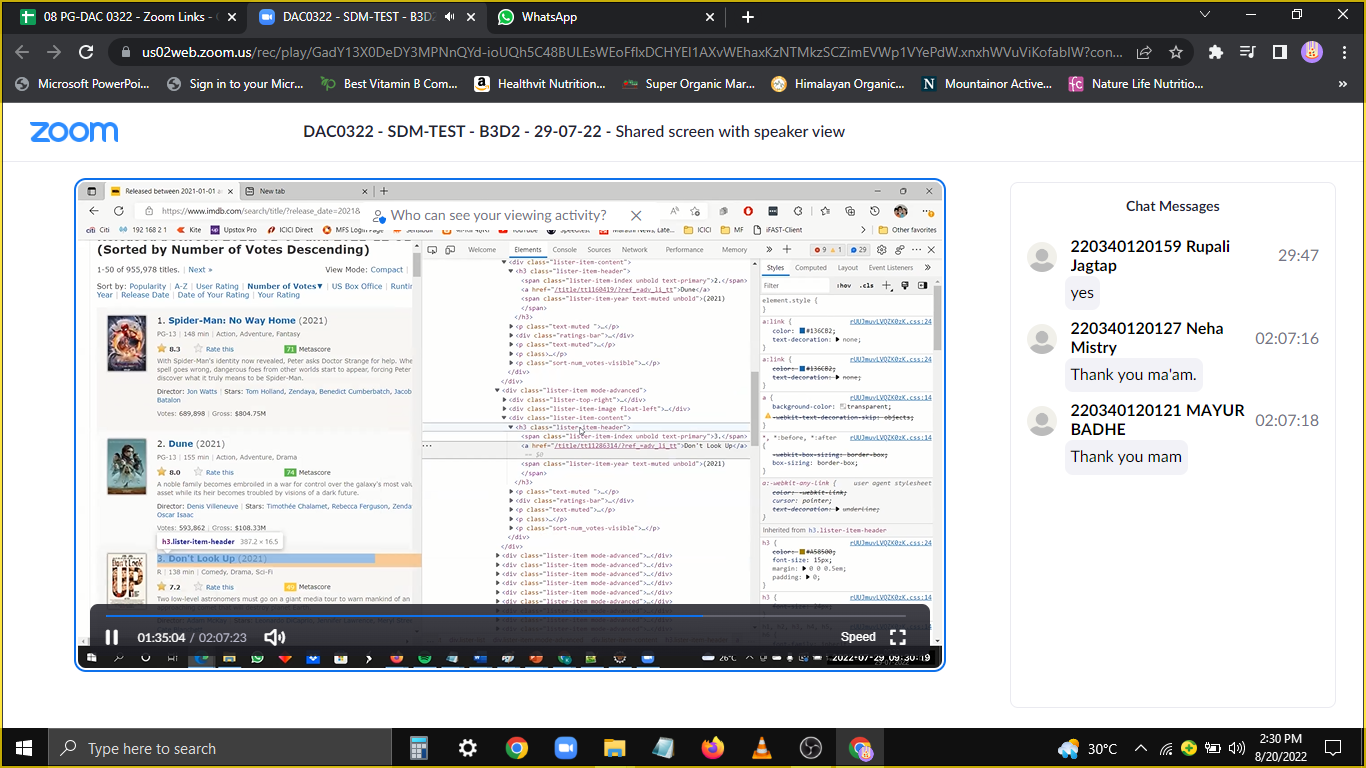 08 PG-DAC 0322 - Zoom Links -
DAC0322 - SDM-TEST - B3D2
WhatsApp
us02web.zoom.us/rec/play/GadY13X0DeDY3MPNnQYd-ioUQh5C48BULEsWEoFflxDCHYEI1AXvWEhaxKzNTMkzSCZimEVWp1VYePdW.xnxhWVuViKofabIW?con...
Microsoft PowerPoi...
Sign in to your Micr...
Best Vitamin B Com...
Healthvit Nutrition...
Super Organic Mar...
Himalayan Organic...
Mountainor Active...
Nature Life Nutritio...
zoom
DAC0322 - SDM-TEST - B3D2 - 29-07-22 - Shared screen with speaker view
Released between 2021-01-01 a
New tab
https://www.imdb.com/search/title/?release_date=2021&
Who can see your viewing activity?
Citi
192 168 2 1
Kite
Upstox Pro
ICICI Direct
MFS Login Page
ICICI
MF
iFAST-Client
Other favorites
(Sorted by Number of Votes Descending)
1-50 of 955,978 titles. | Next »
View Mode: Compact |
Sort by: Popularity | A-Z | User Rating | Number of Votes▼ | US Box Office | Runtin
Year | Release Date | Date of Your Rating | Your Rating
1. Spider-Man: No Way Home (2021)
PG-13 | 148 min | Action, Adventure, Fantasy
8.3
Rate this
71 Metascore
With Spider-Man's identity now revealed, Peter asks Doctor Strange for help. Whe
spell goes wrong, dangerous foes from other worlds start to appear, forcing Peter
discover what it truly means to be Spider-Man.
Director: Jon Watts | Stars: Tom Holland, Zendaya, Benedict Cumberbatch, Jacob
Batalon
Votes: 689,898 | Gross: $804.75M
2. Dune (2021)
PG-13 | 155 min | Action, Adventure, Drama
8.0
Rate this
74 Metascore
A noble family becomes embroiled in a war for control over the galaxy's most valu
asset while its heir becomes troubled by visions of a dark future.
Director: Denis Villeneuve | Stars: Timothée Chalamet, Rebecca Ferguson, Zenda
Oscar Isaac
Votes: 593,862 | Gross: $108.33M
h3.lister-item-header 387.2 × 16.5
3. Don't Look Up (2021)
R | 138 min | Comedy, Drama, Sci-Fi
7.2
Rate this
49 Metascore
Two low-level astronomers must go on a giant media tour to warn mankind of an
Welcome
Elements
Console
Sources
Network
Performance
Memory
9
1
29
<div class="lister-item-content">
<h3 class="lister-item-header">
<span class="lister-item-index unbold text-primary">2.</span>
<a href="/title/tt1160419/?ref_=adv_li_tt">Dune</a>
<span class="lister-item-year text-muted unbold">(2021)
</span>
</h3>
<p class="text-muted ">…</p>
<div class="ratings-bar">…</div>
<p class="text-muted">…</p>
<p class>…</p>
<p class="sort-num_votes-visible">…</p>
</div>
</div>
<div class="lister-item mode-advanced">
<div class="lister-top-right">…</div>
<div class="lister-item-image float-left">…</div>
<div class="lister-item-content">
<h3 class="lister-item-header">
<span class="lister-item-index unbold text-primary">3.</span>
<a href="/title/tt11286314/?ref_=adv_li_tt">Don't Look Up</a>
== $0
<span class="lister-item-year text-muted unbold">(2021)
</span>
</h3>
<p class="text-muted ">…</p>
<div class="ratings-bar">…</div>
<p class="text-muted">…</p>
<p class>…</p>
<p class="sort-num_votes-visible">…</p>
</div>
</div>
<div class="lister-item mode-advanced">…</div>
<div class="lister-item mode-advanced">…</div>
<div class="lister-item mode-advanced">…</div>
<div class="lister-item mode-advanced">…</div>
<div class="lister-item mode-advanced">…</div>
<div class="lister-item mode-advanced">…</div>
Styles
Computed
Layout
Event Listeners
Filter
:hov
.cls
element.style {
}
a:link {
rUUJmuvLVQZK0zK.css:24
color: #136CB2;
text-decoration: none;
}
a:link {
rUUJmuvLVQZK0zK.css:24
color: #136CB2;
text-decoration: none;
}
a {
rUUJmuvLVQZK0zK.css:14
background-color: transparent;
-webkit-text-decoration-skip: objects;
}
*, *:before, *:after
rUUJmuvLVQZK0zK.css:14
{
-webkit-box-sizing: border-box;
box-sizing: border-box;
}
a:-webkit-any-link { user agent stylesheet
color: -webkit-link;
cursor: pointer;
text-decoration: underline;
}
Inherited from h3.lister-item-header
h3 {
rUUJmuvLVQZK0zK.css:24
color: #A58500;
font-size: 15px;
margin: 0 0 0.5em;
padding: 0;
}
h3 {
rUUJmuvLVQZK0zK.css:14
01:35:04 / 02:07:23
Speed
26°C
2022-07-29 09:30:19
Chat Messages
220340120159 Rupali Jagtap
29:47
yes
220340120127 Neha Mistry
02:07:16
Thank you ma'am.
220340120121 MAYUR BADHE
02:07:18
Thank you mam
Type here to search
30°C
2:30 PM
8/20/2022